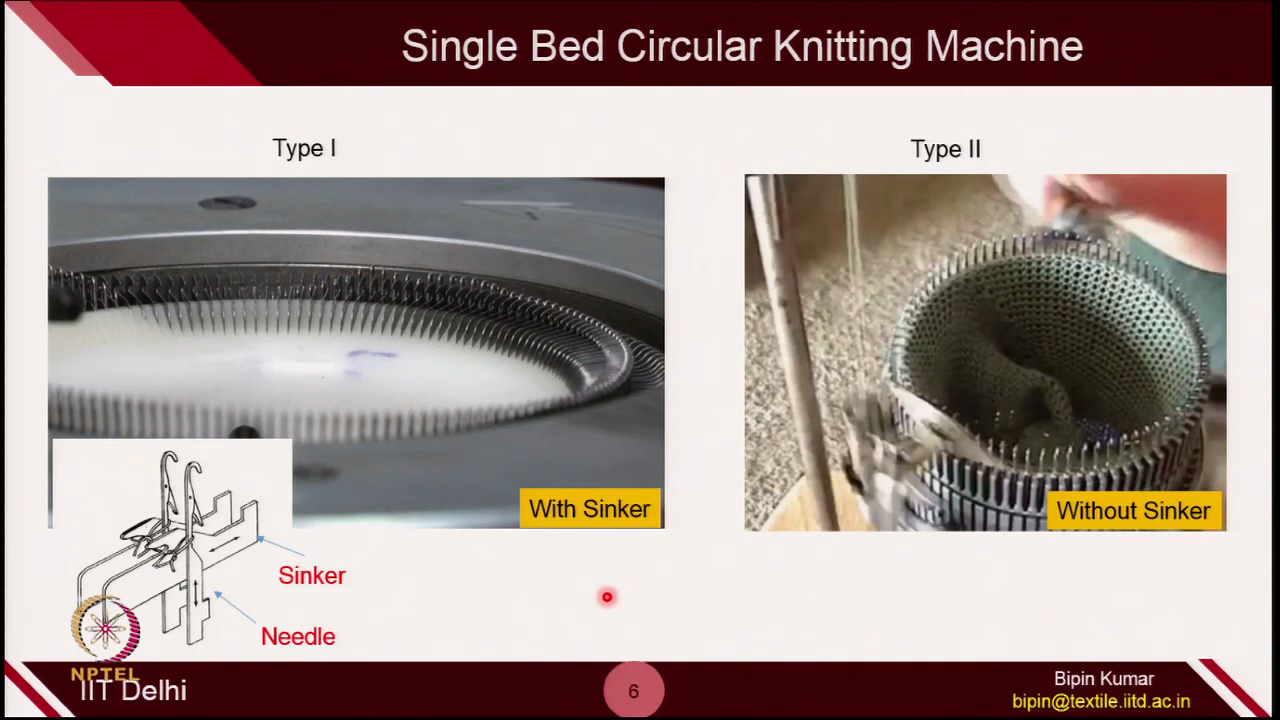 Single Bed Circular Knitting Machine
Type I
Type II
With Sinker
Without Sinker
Sinker
Needle
NPTEL
IIT Delhi
6
Bipin Kumar
bipin@textile.iitd.ac.in